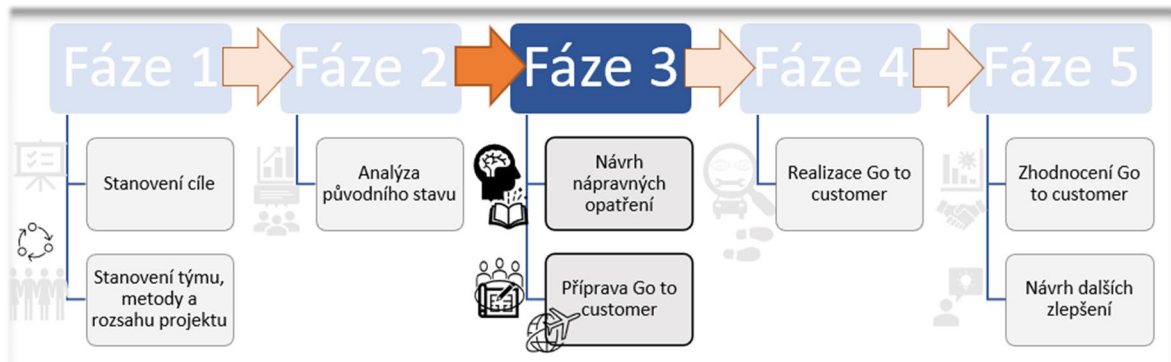 Fáze 1
Fáze 2
Fáze 3
Fáze 4
Fáze 5
Stanovení cíle
Stanovení týmu,
metody a
rozsahu projektu
Analýza
původního stavu
Návrh
nápravných
opatření
Příprava Go to
customer
Realizace Go to
customer
Zhodnocení Go
to customer
Návrh dalších
zlepšení